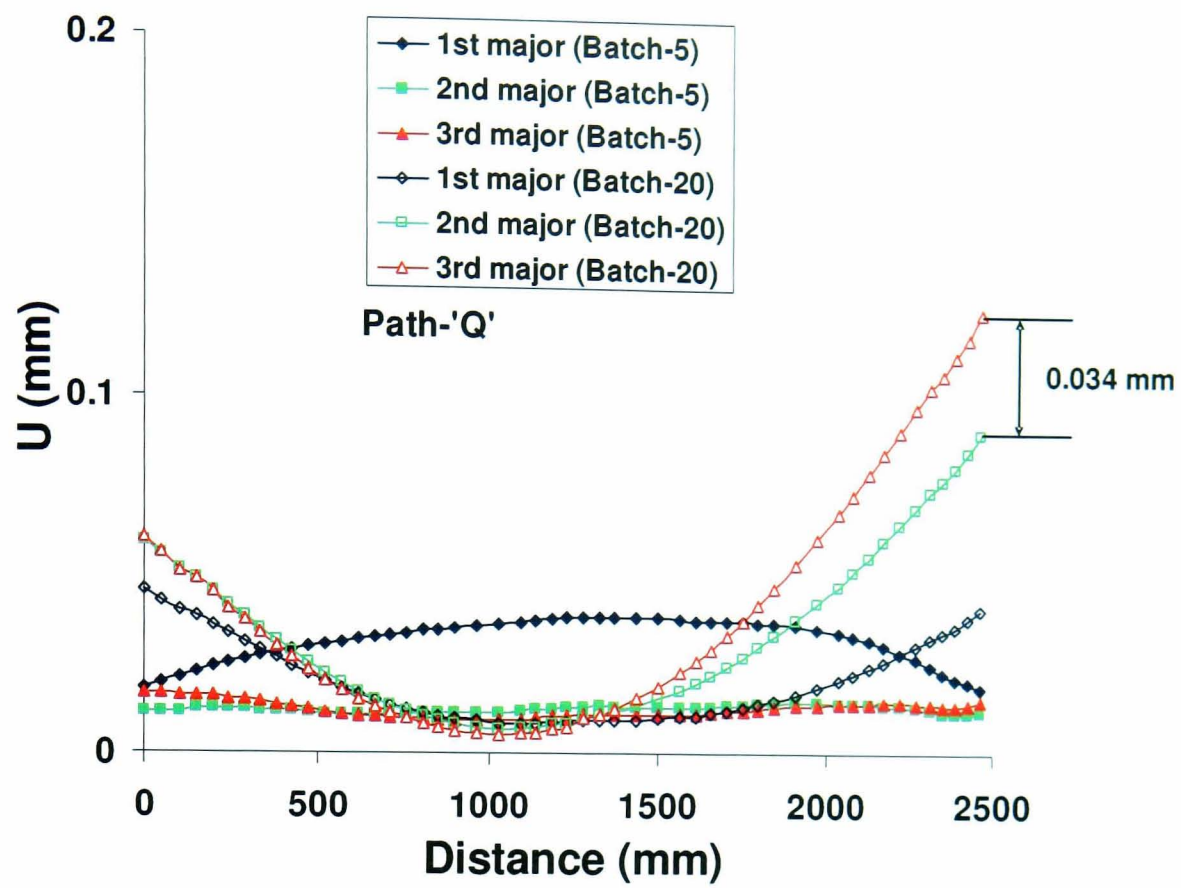 0.2
1st major (Batch-5)
2nd major (Batch-5)
3rd major (Batch-5)
1st major (Batch-20)
2nd major (Batch-20)
3rd major (Batch-20)
Path-'Q'
U (mm)
0.1
0.034 mm
0
0 500 1000 1500 2000 2500
Distance (mm)